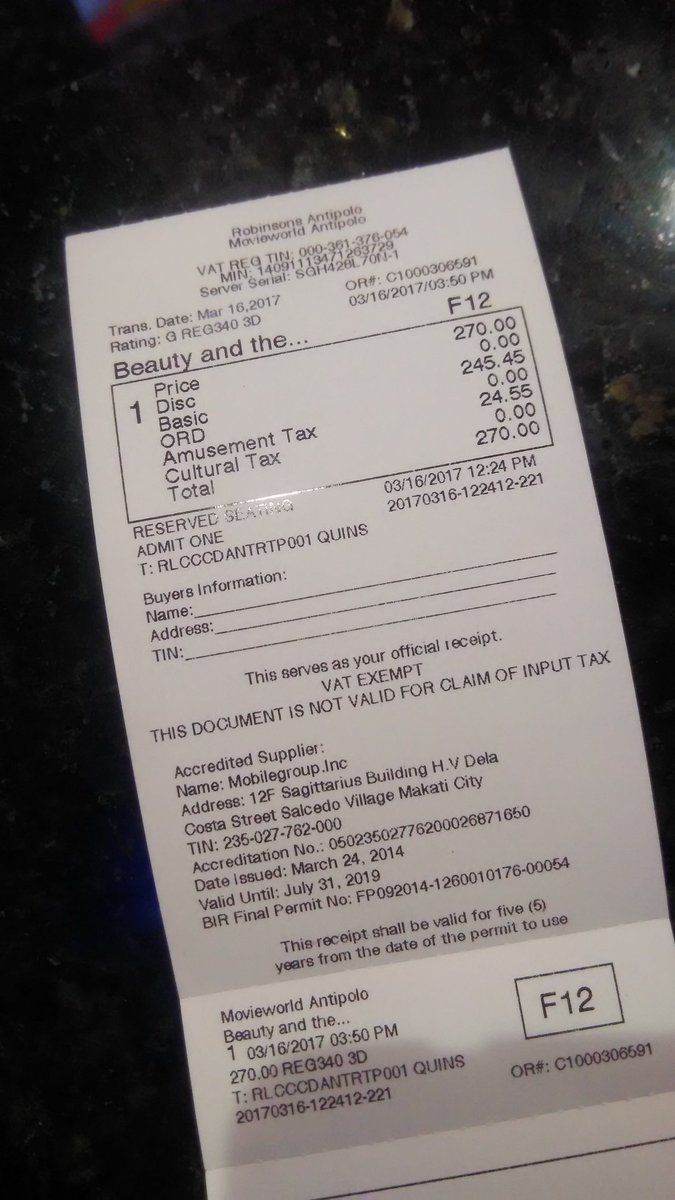 Robinsons Antipolo
Movieworld Antipolo
VAT REG TIN: 000-361-376-054
MIN: 14091113471263729
Server Serial: SGH428L70N-1
OR#: C1000306591
Trans. Date: Mar 16,2017
03/16/2017/03:50 PM
Rating: G REG340 3D
F12
Beauty and the...
1
Price 270.00
Disc 0.00
Basic 245.45
ORD 0.00
Amusement Tax 24.55
Cultural Tax 0.00
Total 270.00
RESERVED SEATING 03/16/2017 12:24 PM
ADMIT ONE 20170316-122412-221
T: RLCCCDANTRTP001 QUINS
Buyers Information:
Name:
Address:
TIN:
This serves as your official receipt.
VAT EXEMPT
THIS DOCUMENT IS NOT VALID FOR CLAIM OF INPUT TAX
Accredited Supplier:
Name: Mobilegroup.Inc
Address: 12F Sagittarius Building H.V Dela
Costa Street Salcedo Village Makati City
TIN: 235-027-762-000
Accreditation No.: 05023502776200026871650
Date issued: March 24, 2014
Valid Until: July 31, 2019
BIR Final Permit No: FP092014-1260010176-00054
This receipt shall be valid for five (5)
years from the date of the permit to use
Movieworld Antipolo
Beauty and the...
1 03/16/2017 03:50 PM
F12
270.00 REG340 3D
T: RLCCCDANTRTP001 QUINS
20170316-122412-221
OR#: C1000306591